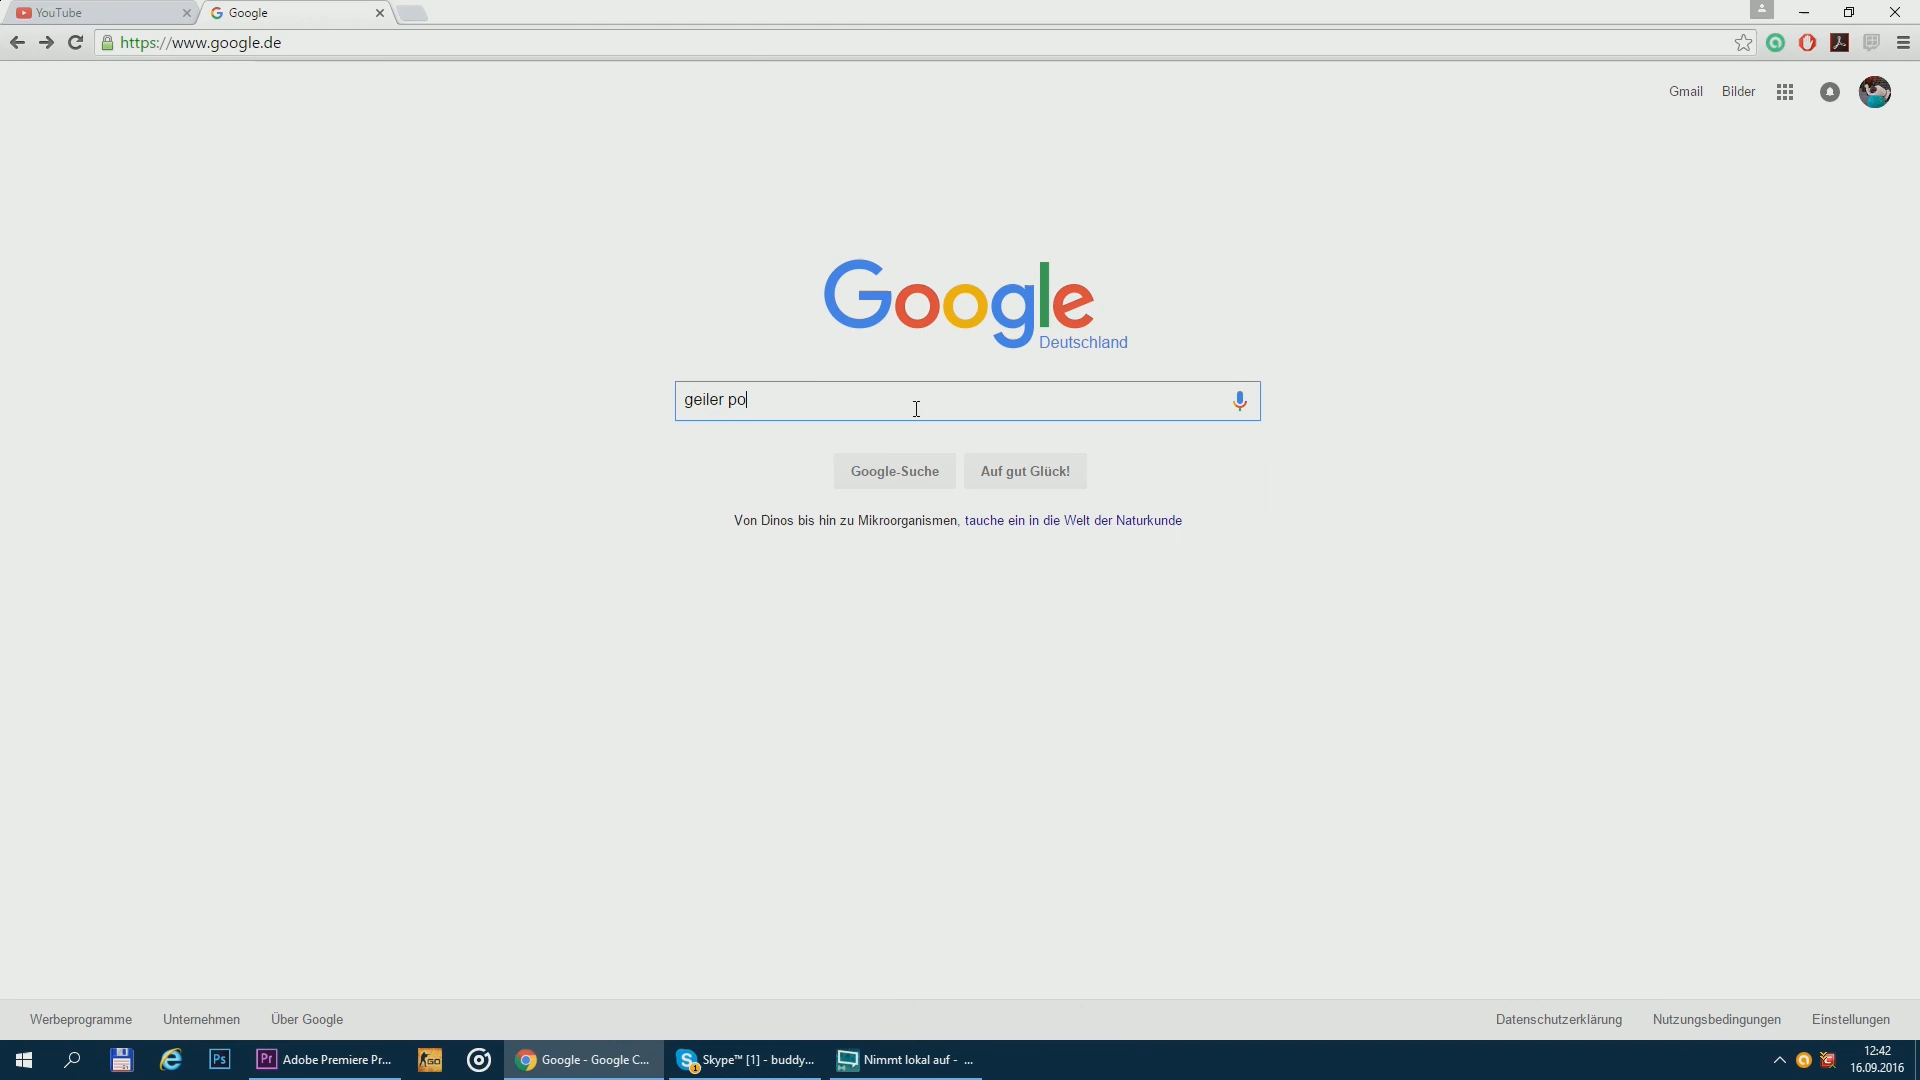 YouTube
Google
https://www.google.de
Gmail Bilder
Google
Deutschland
geiler po
Google-Suche Auf gut Glück!
Von Dinos bis hin zu Mikroorganismen, tauche ein in die Welt der Naturkunde
Werbeprogramme Unternehmen Über Google Datenschutzerklärung Nutzungsbedingungen Einstellungen
Ps Pr Adobe Premiere Pr... GO Google - Google C... S 1 Skype™ [1] - buddy... Nimmt lokal auf - ... 12:42
16.09.2016